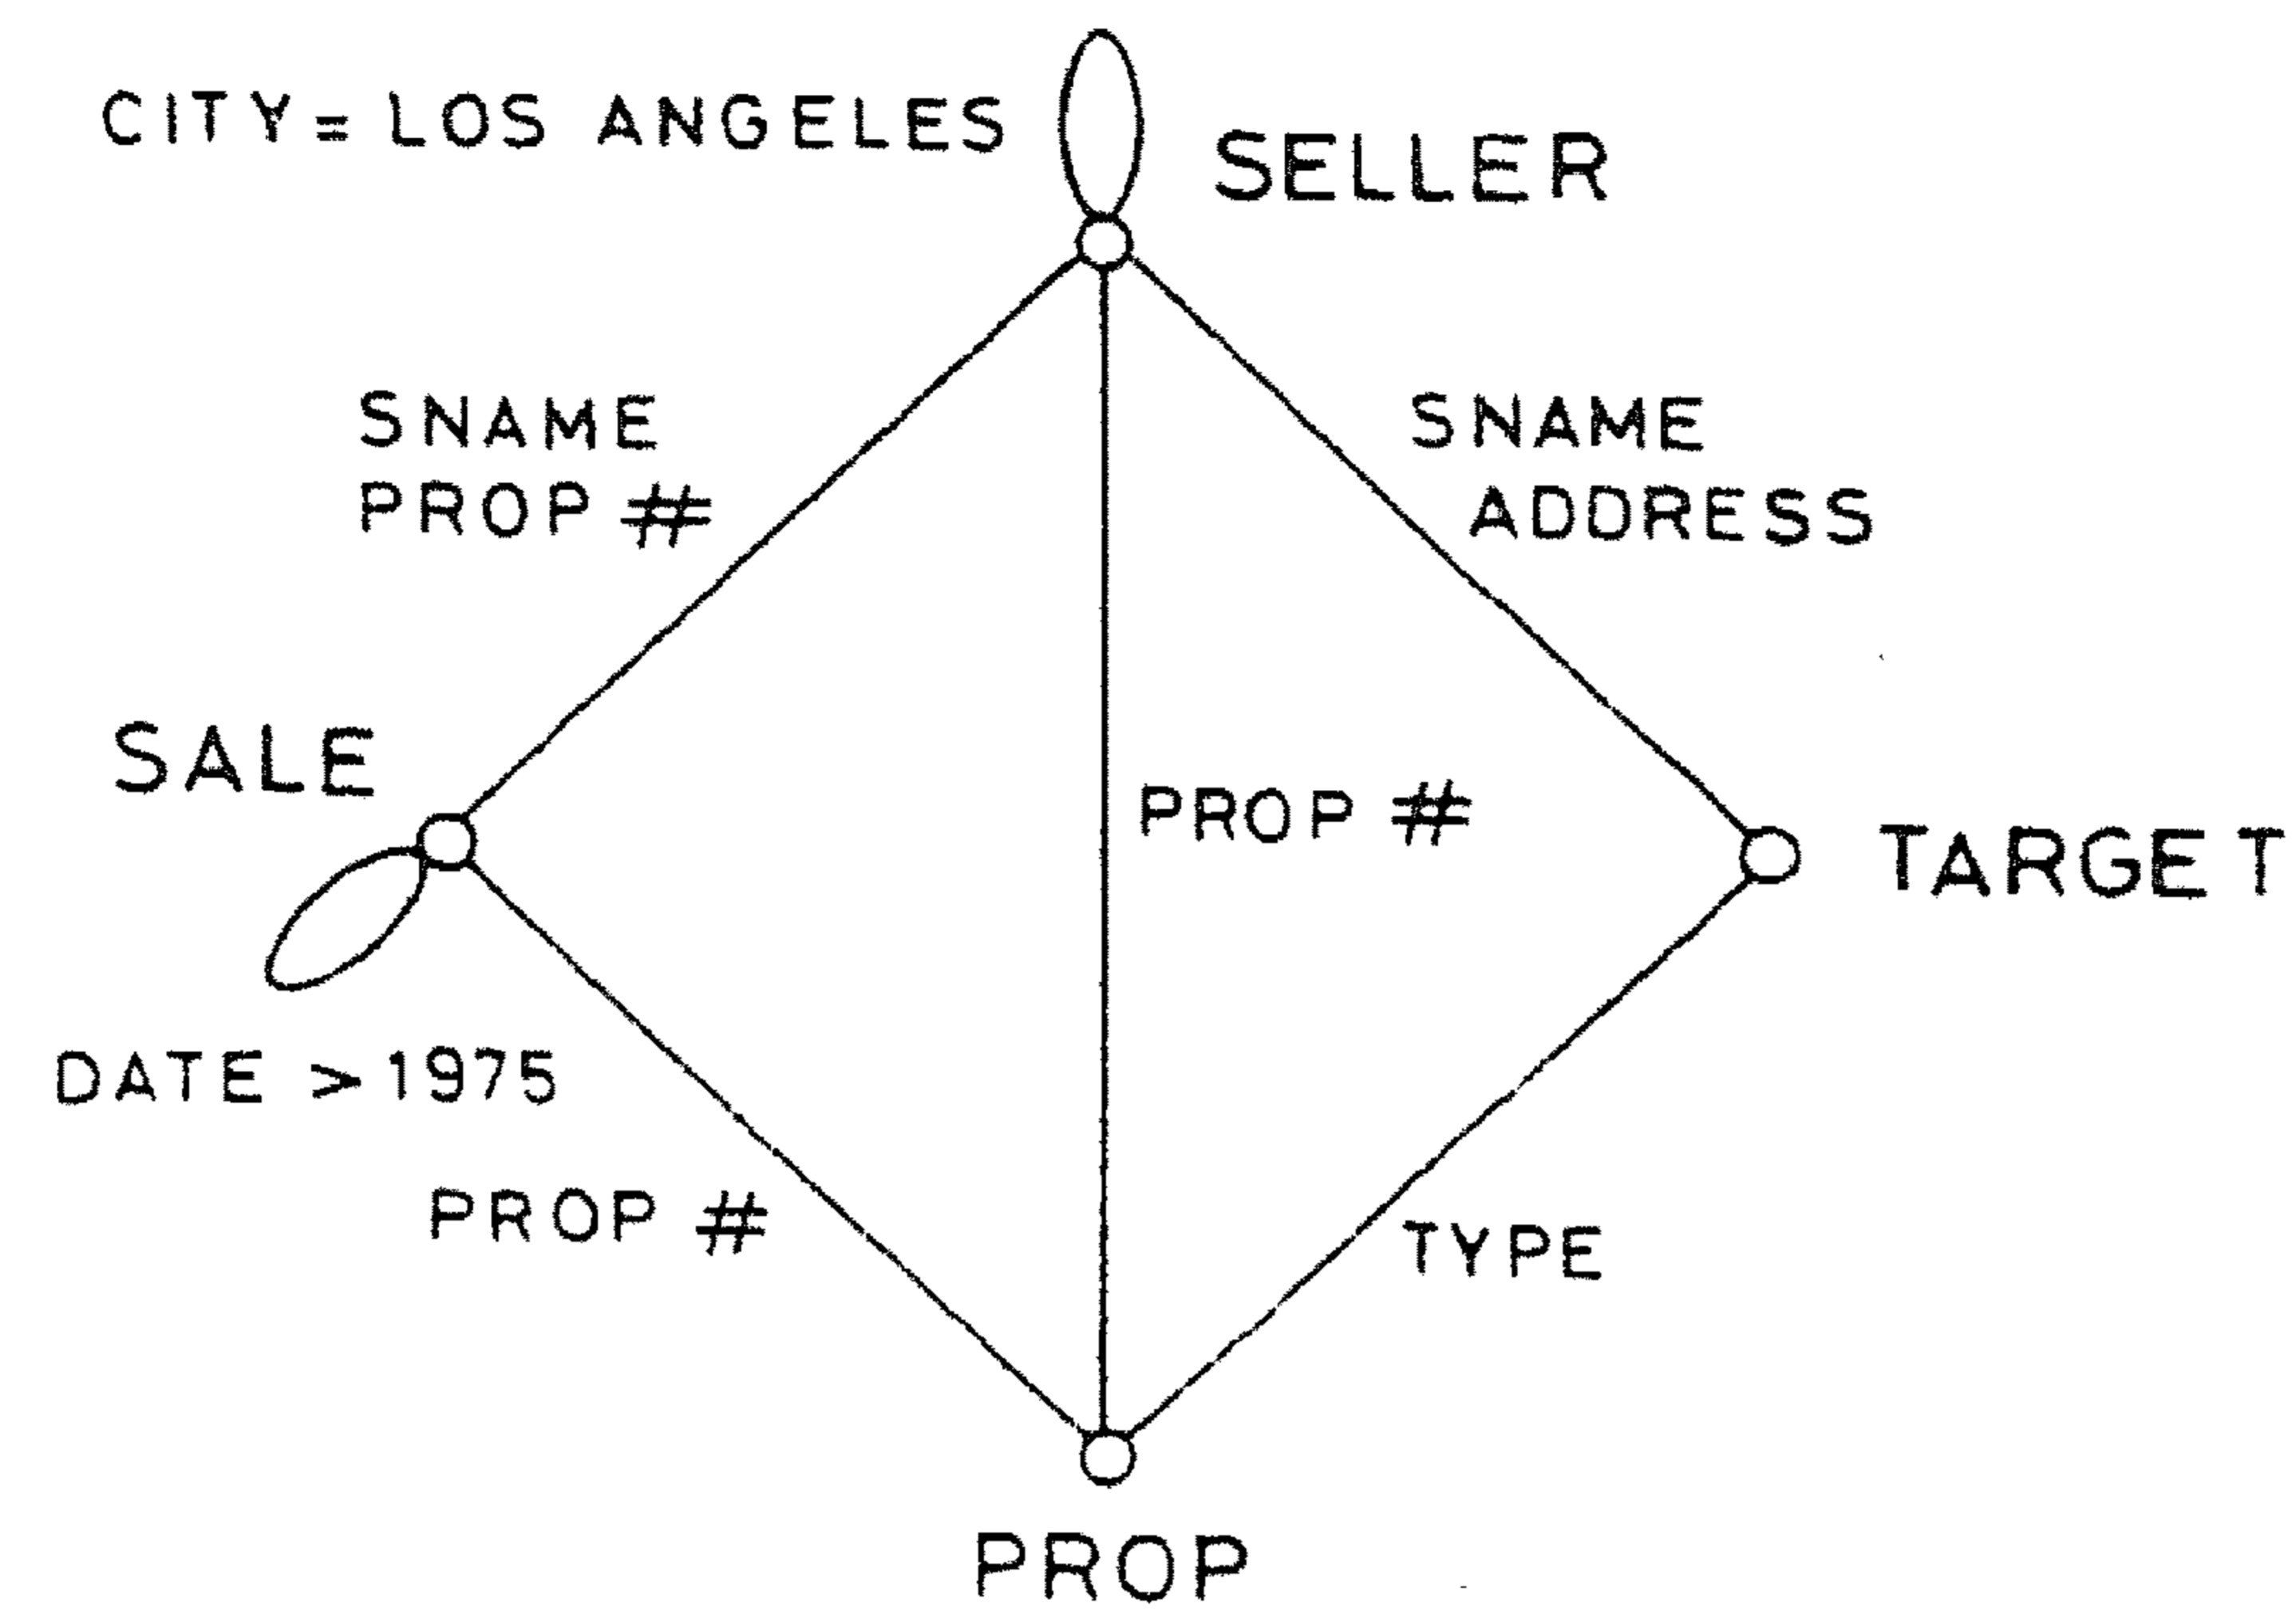 CITY= LOS ANGELES
SELLER
SNAME
PROP #
SNAME
ADDRESS
SALE
PROP #
TARGET
DATE >1975
PROP #
TYPE
PROP